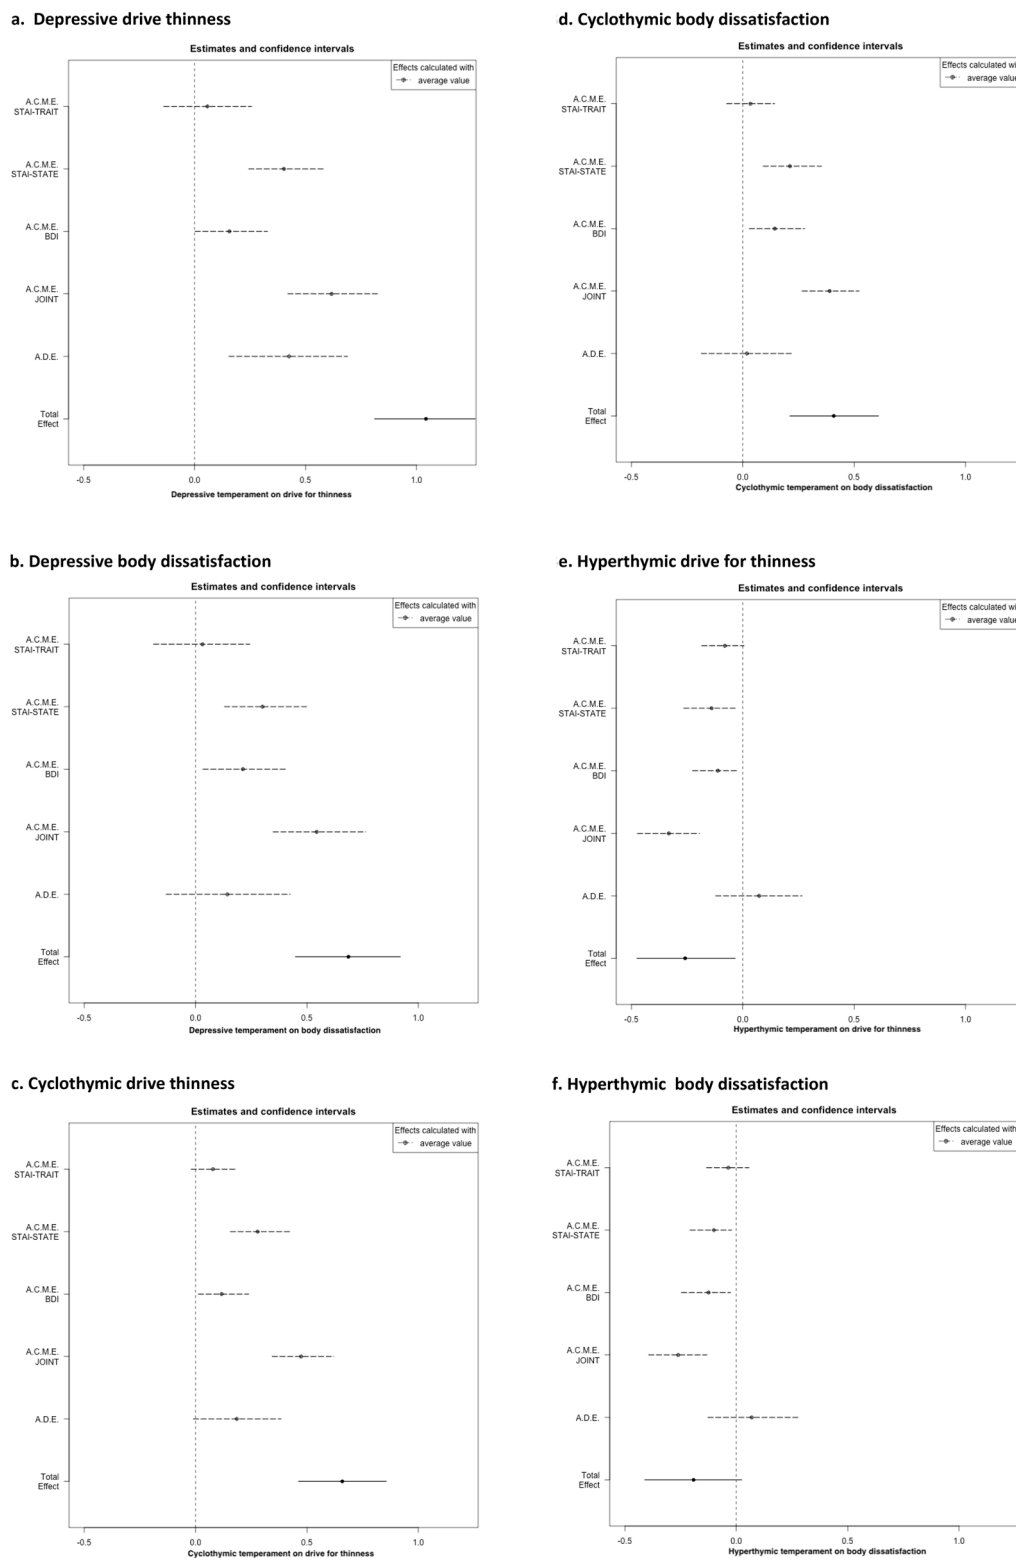 a. Depressive drive thinness
Estimates and confidence intervals
Effects calculated with
average value
A.C.M.E.
STAI-TRAIT
A.C.M.E.
STAI-STATE
A.C.M.E.
BDI
A.C.M.E.
JOINT
A.D.E.
Total
Effect
-0.5 0.0 0.5 1.0
Depressive temperament on drive for thinness
b. Depressive body dissatisfaction
Estimates and confidence intervals
Effects calculated with
average value
A.C.M.E.
STAI-TRAIT
A.C.M.E.
STAI-STATE
A.C.M.E.
BDI
A.C.M.E.
JOINT
A.D.E.
Total
Effect
-0.5 0.0 0.5 1.0
Depressive temperament on body dissatisfaction
c. Cyclothymic drive thinness
Estimates and confidence intervals
Effects calculated with
average value
A.C.M.E.
STAI-TRAIT
A.C.M.E.
STAI-STATE
A.C.M.E.
BDI
A.C.M.E.
JOINT
A.D.E.
Total
Effect
-0.5 0.0 0.5 1.0
Cyclothymic temperament on drive for thinness
d. Cyclothymic body dissatisfaction
Estimates and confidence intervals
Effects calculated wi
average value
A.C.M.E.
STAI-TRAIT
A.C.M.E.
STAI-STATE
A.C.M.E.
BDI
A.C.M.E.
JOINT
A.D.E.
Total
Effect
-0.5 0.0 0.5 1.0
Cyclothymic temperament on body dissatisfaction
e. Hyperthymic drive for thinness
Estimates and confidence intervals
Effects calculated wi
average value
A.C.M.E.
STAI-TRAIT
A.C.M.E.
STAI-STATE
A.C.M.E.
BDI
A.C.M.E.
JOINT
A.D.E.
Total
Effect
-0.5 0.0 0.5 1.0
Hyperthymic temperament on drive for thinness
f. Hyperthymic body dissatisfaction
Estimates and confidence intervals
Effects calculated with
average value
A.C.M.E.
STAI-TRAIT
A.C.M.E.
STAI-STATE
A.C.M.E.
BDI
A.C.M.E.
JOINT
A.D.E.
Total
Effect
-0.5 0.0 0.5 1.0
Hyperthymic temperament on body dissatisfaction